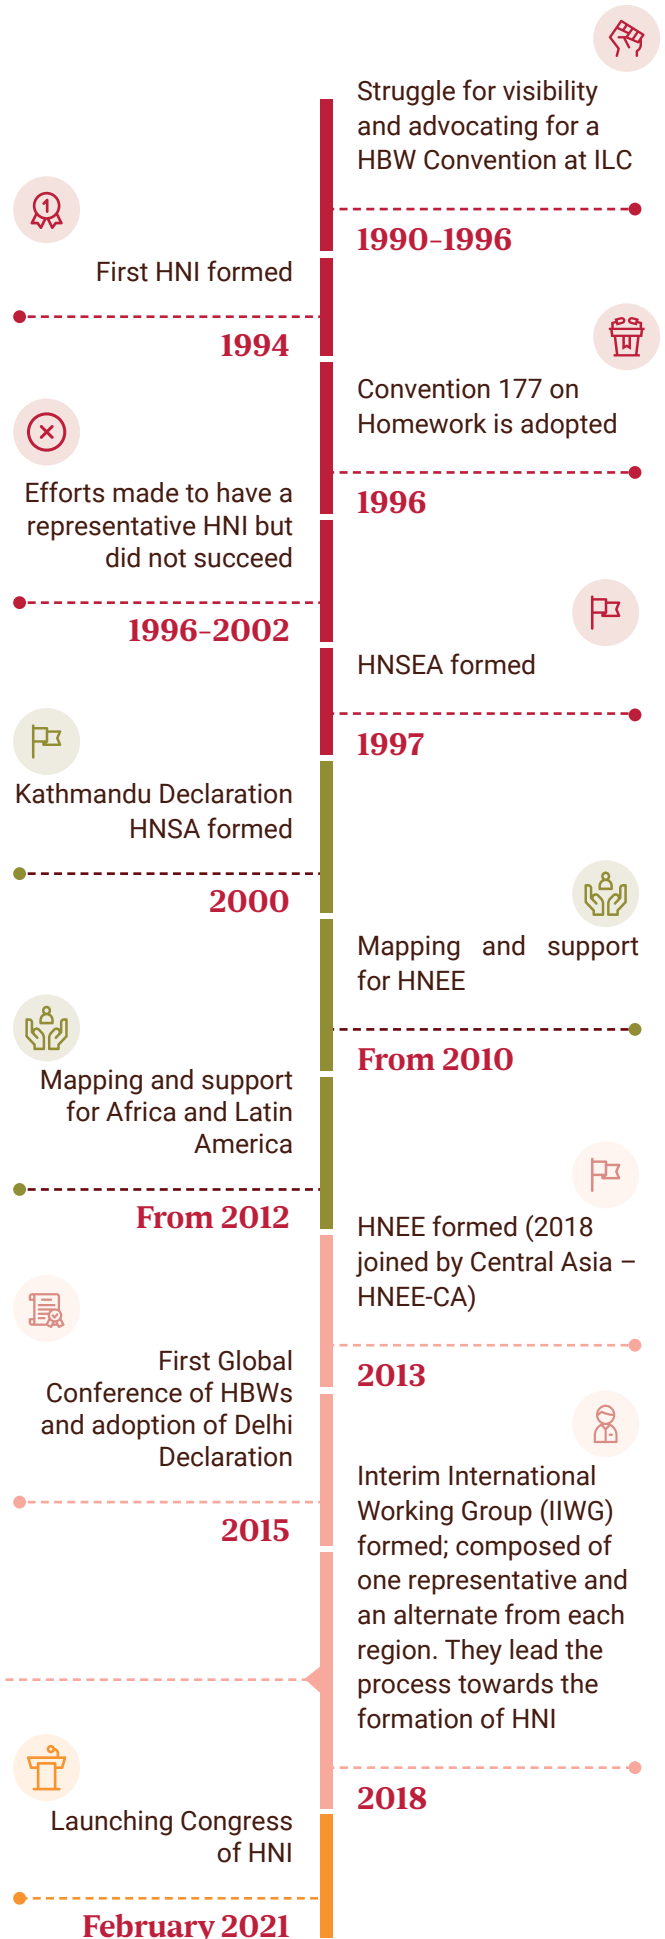 Struggle for visibility
and advocating for a
HBW Convention at ILC
1990-1996
First HNI formed
1994
Convention 177 on
Homework is adopted
1996
Efforts made to have a
representative HNI but
did not succeed
1996-2002
HNSEA formed
1997
Kathmandu Declaration
HNSA formed
2000
Mapping and support
for HNEE
From 2010
Mapping and support
for Africa and Latin
America
From 2012
HNEE formed (2018
joined by Central Asia –
HNEE-CA)
2013
First Global
Conference of HBWs
and adoption of Delhi
Declaration
2015
Interim International
Working Group (IIWG)
formed; composed of
one representative and
an alternate from each
region. They lead the
process towards the
formation of HNI
2018
Launching Congress
of HNI
February 2021
1